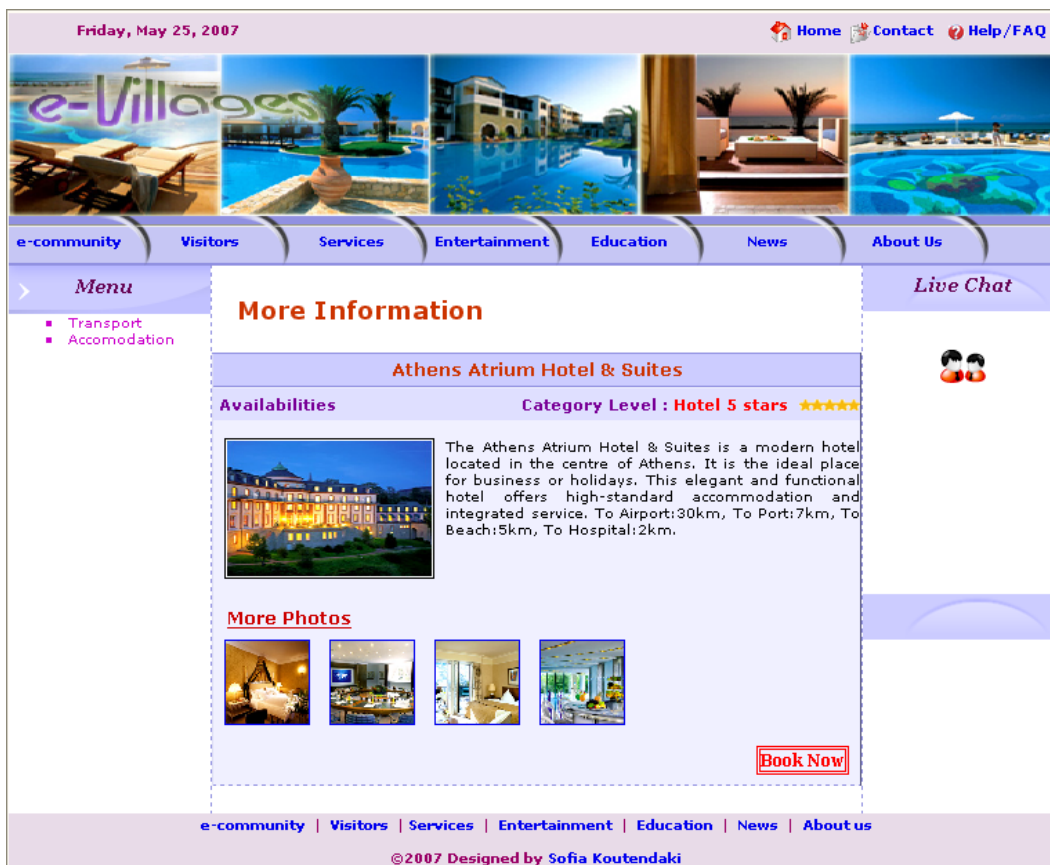 Friday, May 25, 2007
Home Contact Help/FAQ
e-Villages
e-community Visitors Services Entertainment Education News About Us
Menu
Transport
Accomodation
More Information
Athens Atrium Hotel & Suites
Availabilities Category Level : Hotel 5 stars
The Athens Atrium Hotel & Suites is a modern hotel
located in the centre of Athens. It is the ideal place
for business or holidays. This elegant and functional
hotel offers high-standard accommodation and
integrated service. To Airport:30km, To Port:7km, To
Beach:5km, To Hospital:2km.
More Photos
Book Now
Live Chat
e-community | Visitors | Services | Entertainment | Education | News | About us
©2007 Designed by Sofia Koutendaki